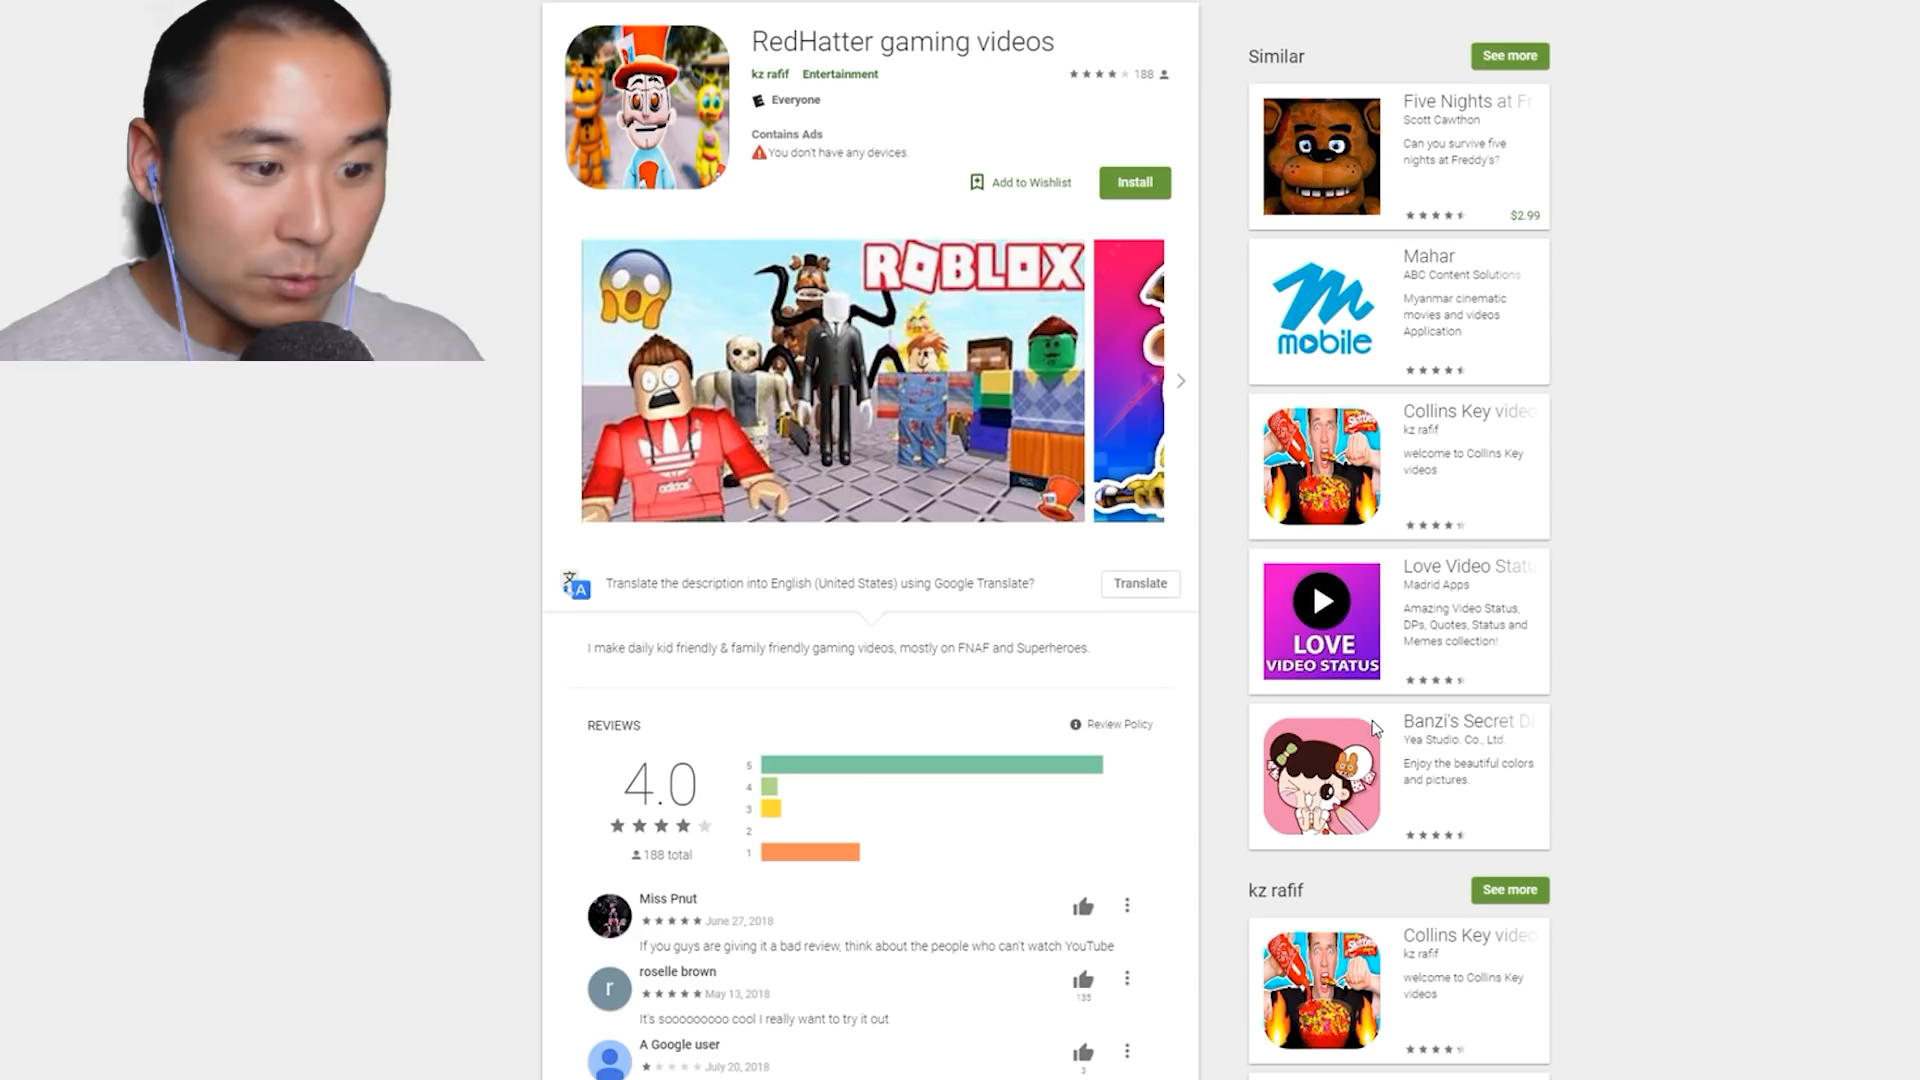 RedHatter gaming videos
kz rafif Entertainment
188
Everyone
Contains Ads
You don't have any devices.
Add to Wishlist
Install
ROBLOX
adidas
Translate the description into English (United States) using Google Translate?
Translate
I make daily kid friendly & family friendly gaming videos, mostly on FNAF and Superheroes.
REVIEWS
Review Policy
4.0
188 total
5
4
3
2
1
Miss Pnut
June 27, 2018
If you guys are giving it a bad review, think about the people who can't watch YouTube
roselle brown
r
May 13, 2018
135
It's sooooooooo cool I really want to try it out
A Google user
July 20, 2018
3
Similar
See more
Five Nights at Fr
Scott Cawthon
Can you survive five
nights at Freddy's?
$2.99
Mahar
ABC Content Solutions
Myanmar cinematic
movies and videos
Application
m
mobile
Collins Key video
kz rafif
welcome to Collins Key
videos
Skittles
Love Video Statu
Madrid Apps
Amazing Video Status,
DPs, Quotes, Status and
Memes collection!
LOVE
VIDEO STATUS
Banzi's Secret Di
Yea Studio. Co., Ltd.
Enjoy the beautiful colors
and pictures.
kz rafif
See more
Collins Key video
kz rafif
welcome to Collins Key
videos
Skittles